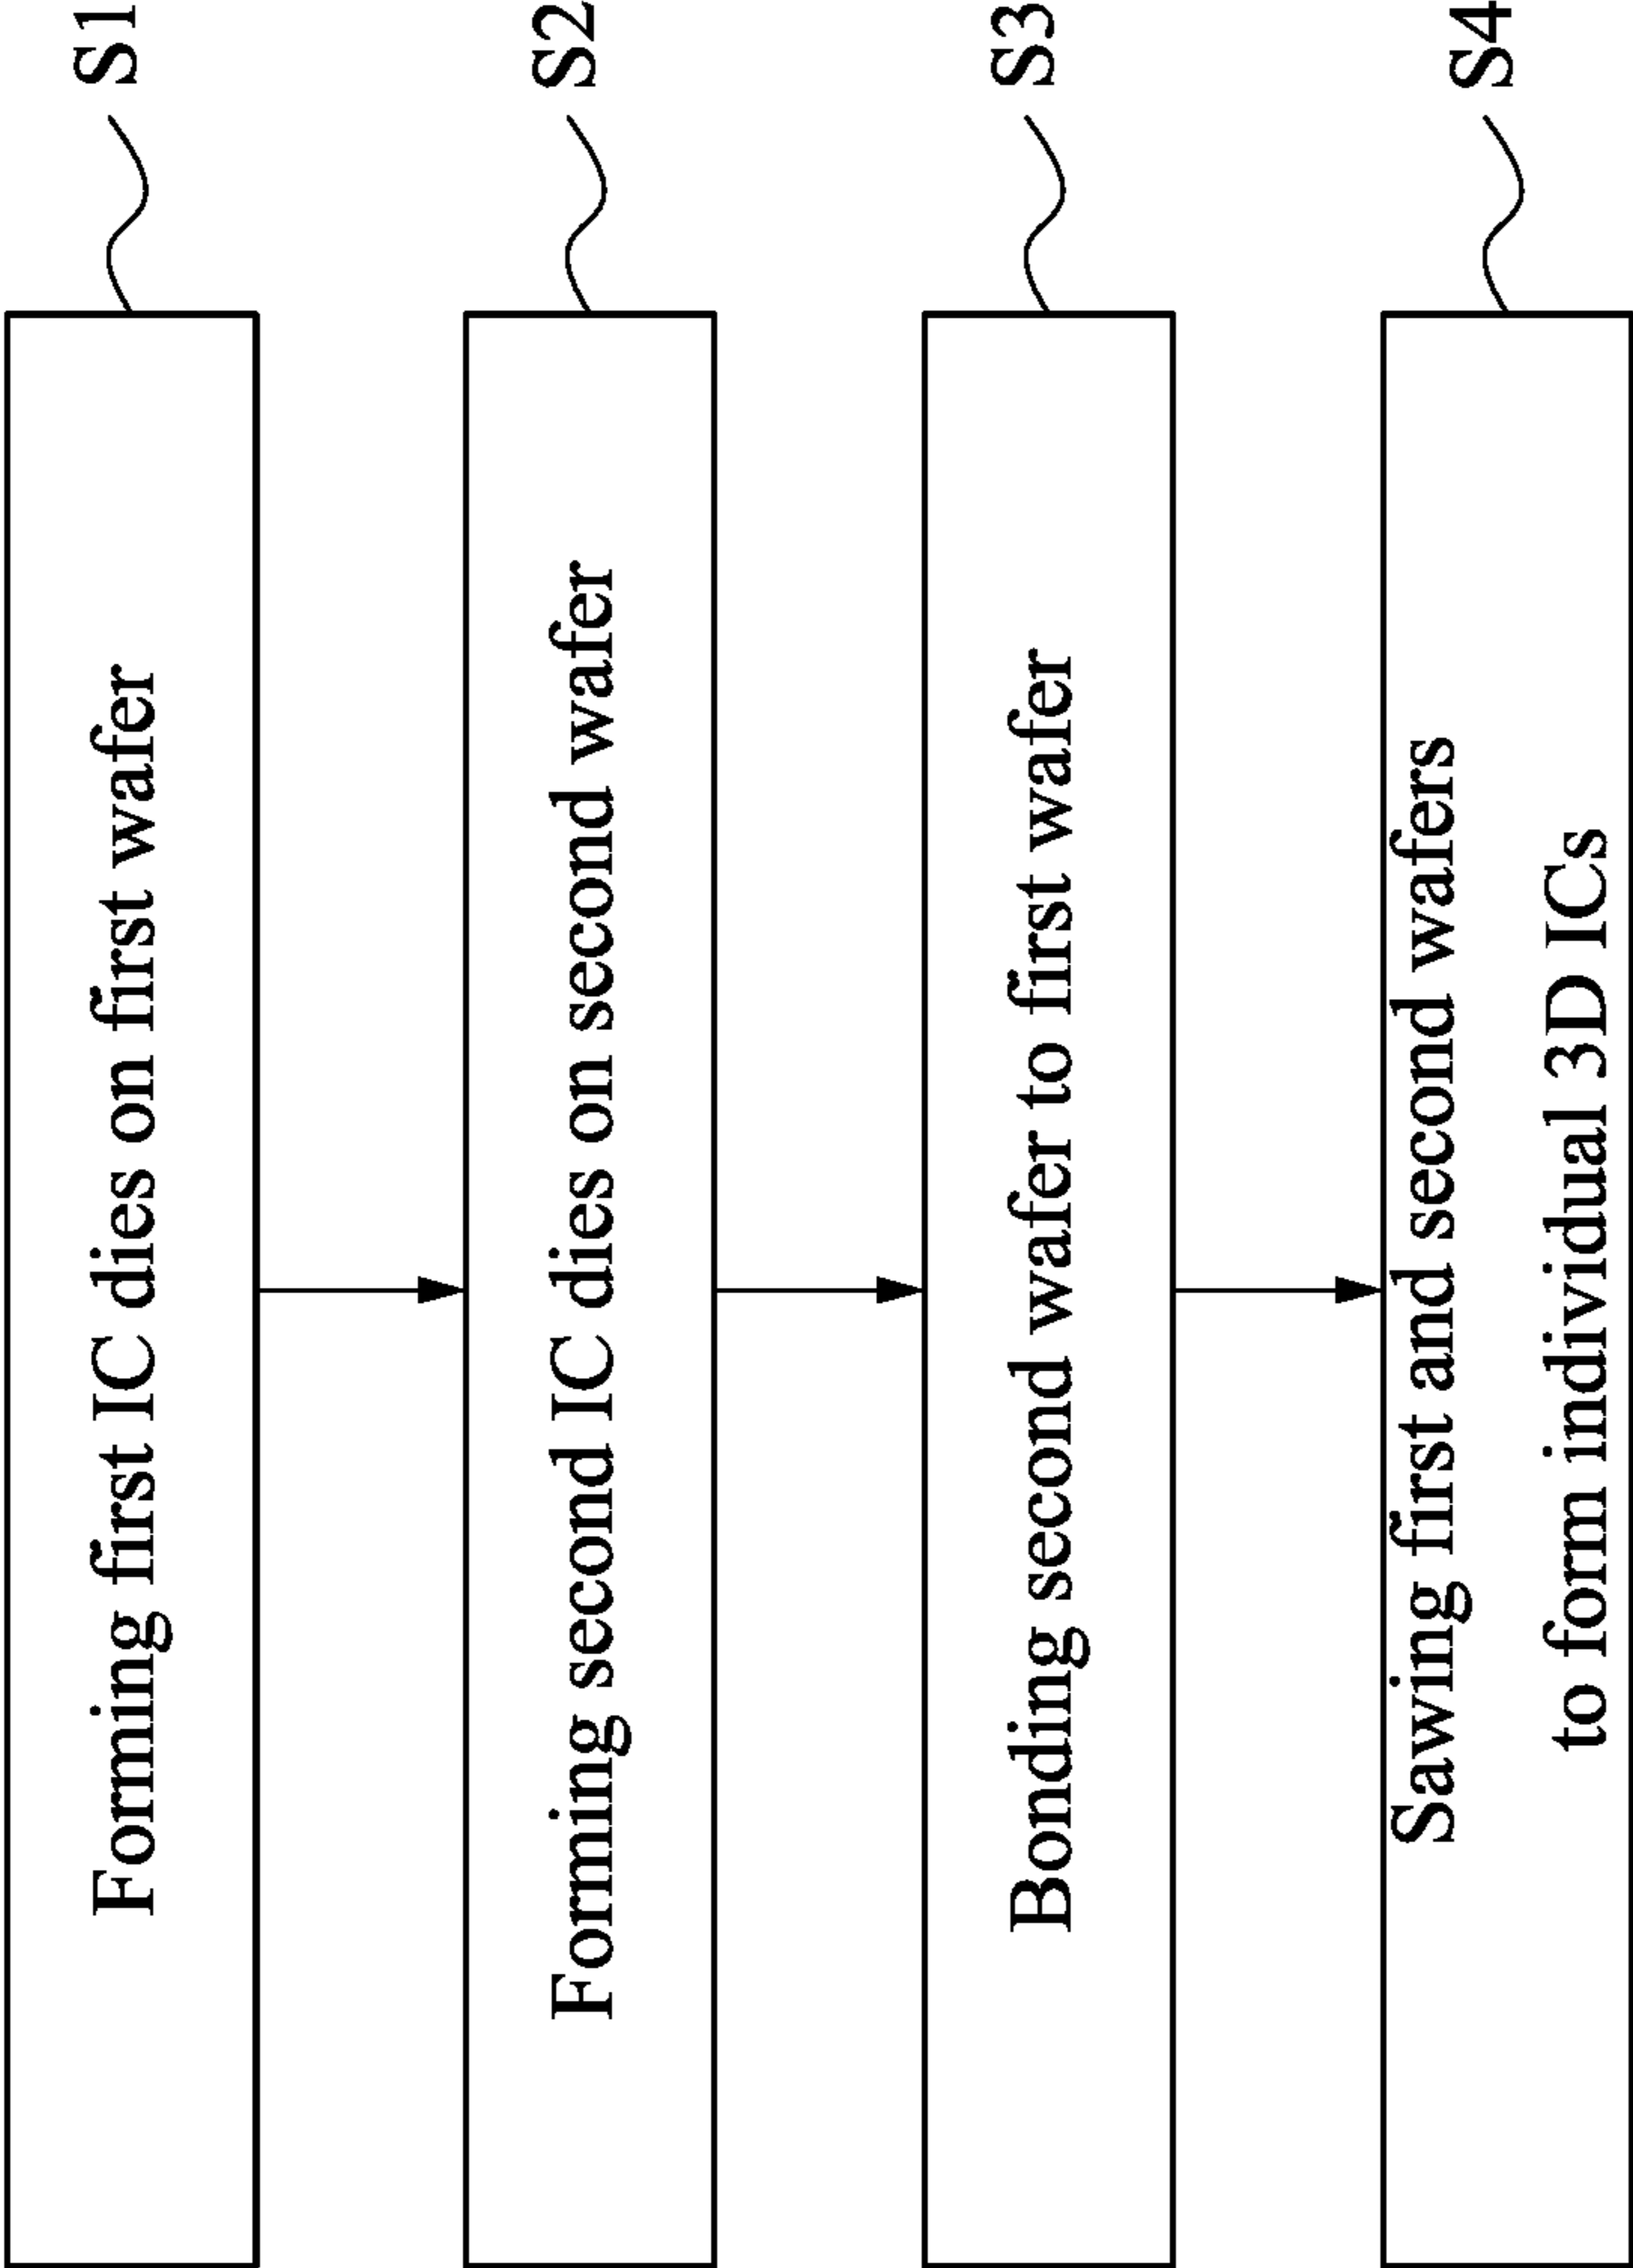 Forming first IC dies on first wafer
S1
Forming second IC dies on second wafer
S2
Bonding second wafer to first wafer
S3
Sawing first and second wafers
to form individual 3D ICs
S4